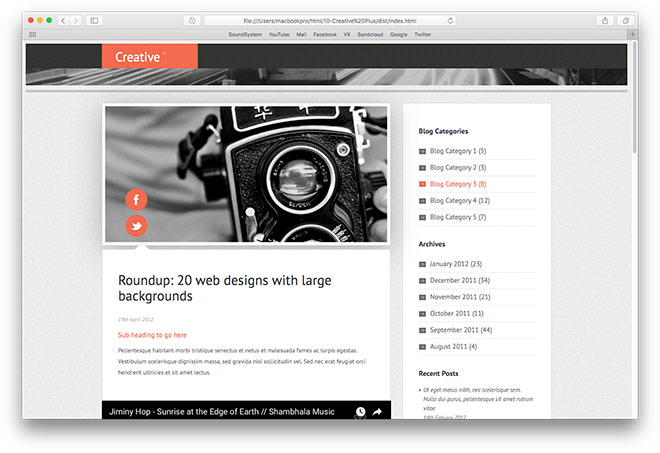 file:///Users/macbookpro/html/10-Creative%20Plus/dist/index.html
SoundSystem YouTube Mail Facebook VK Sondcloud Google Twitter
Creative
Roundup: 20 web designs with large
backgrounds
19th April 2012
Sub heading to go here
Pellentesque habitant morbi tristique senectus et netus et malesuada fames ac turpis egestas.
Vestibulum scelerisque dignissim massa, sed gravida nisi sollicitudin vel. Sed nec erat feugiat orci
hendrerit ultricies et sit amet lectus.
Jiminy Hop - Sunrise at the Edge of Earth // Shambhala Music
Blog Categories
Blog Category 1 (5)
Blog Category 2 (3)
Blog Category 3 (8)
Blog Category 4 (12)
Blog Category 5 (7)
Archives
January 2012 (23)
December 2011 (34)
November 2011 (21)
October 2011 (11)
September 2011 (44)
August 2011 (4)
Recent Posts
Ut eget metus nibh, nec scelerisque sem.
Nulla dui purus, pellentesque sit amet rutrum
vitae